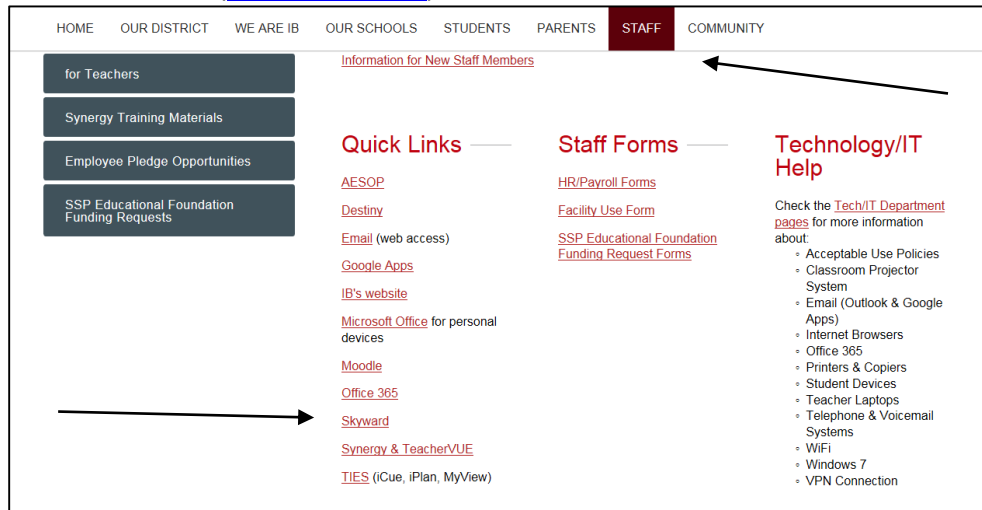 HOME OUR DISTRICT WE ARE IB OUR SCHOOLS STUDENTS PARENTS STAFF COMMUNITY
for Teachers
Synergy Training Materials
Employee Pledge Opportunities
SSP Educational Foundation
Funding Requests
Information for New Staff Members
Quick Links
AESOP
Destiny
Email (web access)
Google Apps
IB's website
Microsoft Office for personal
devices
Moodle
Office 365
Skyward
Synergy & TeacherVUE
TIES (iCue, iPlan, MyView)
Staff Forms
HR/Payroll Forms
Facility Use Form
SSP Educational Foundation
Funding Request Forms
Technology/IT
Help
Check the Tech/IT Department
pages for more information
about:
◦ Acceptable Use Policies
◦ Classroom Projector
System
◦ Email (Outlook & Google
Apps)
◦ Internet Browsers
◦ Office 365
◦ Printers & Copiers
◦ Student Devices
◦ Teacher Laptops
◦ Telephone & Voicemail
Systems
◦ WiFi
◦ Windows 7
◦ VPN Connection